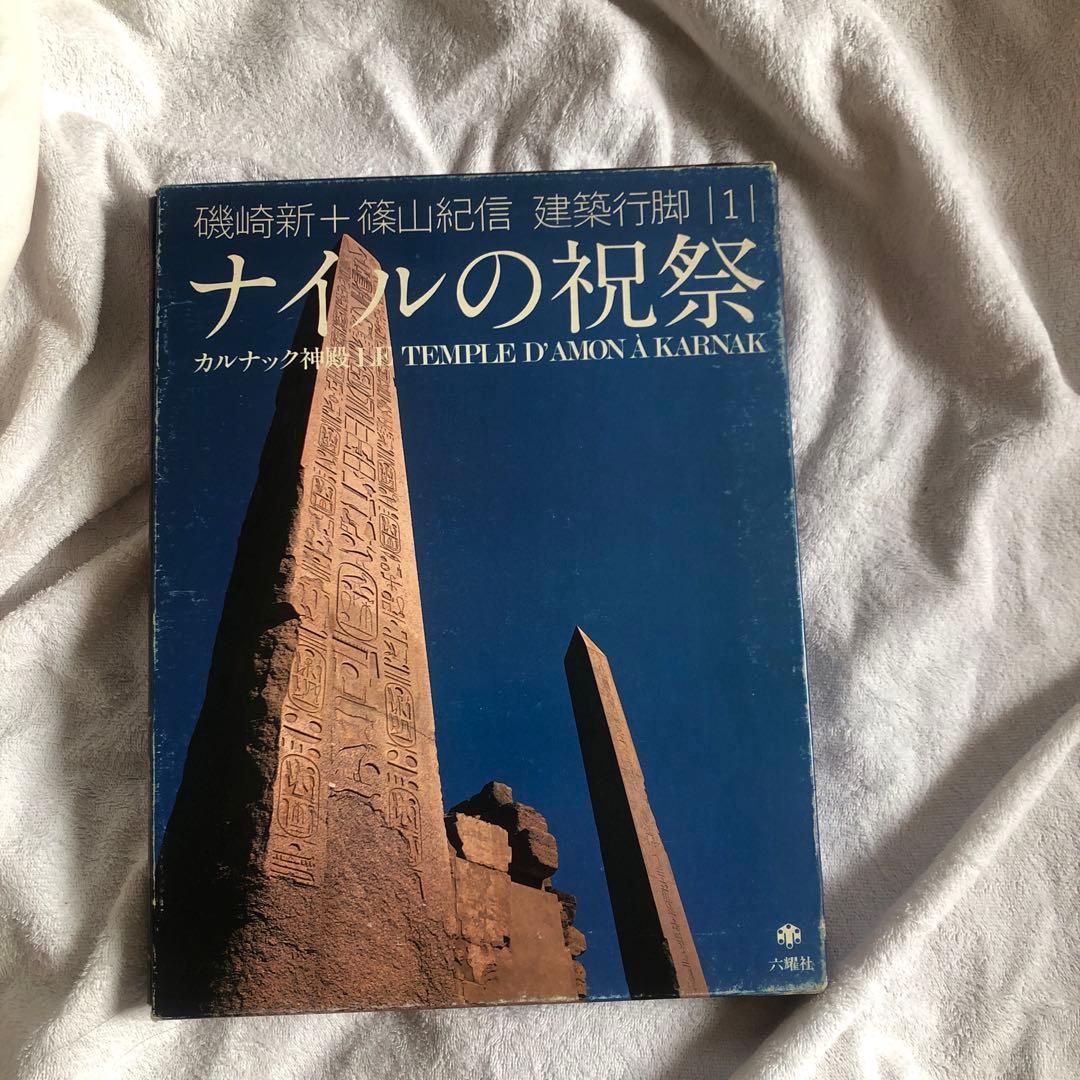 磯崎新+篠山紀信 建築行脚 |1|
ナイルの祝祭
カルナック神殿 LE TEMPLE D'AMON À KARNAK
六耀社